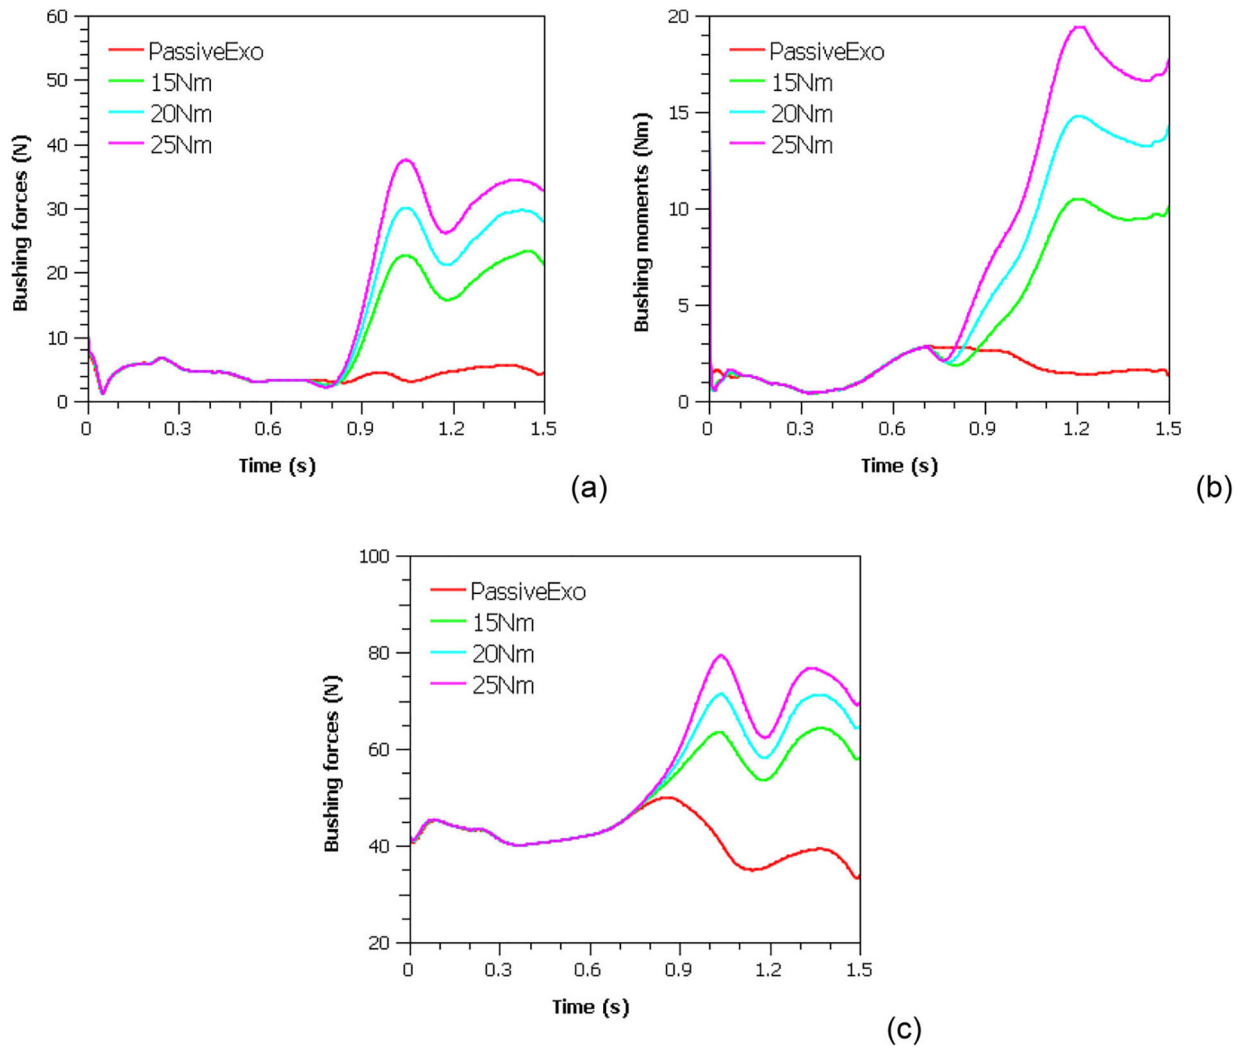 60
50
40
30
20
10
0
Bushing forces (N)
PassiveExo
15Nm
20Nm
25Nm
0 0.3 0.6 0.9 1.2 1.5
Time (s)
(a)
20
15
10
5
0
Bushing moments (Nm)
PassiveExo
15Nm
20Nm
25Nm
0 0.3 0.6 0.9 1.2 1.5
Time (s)
(b)
100
80
60
40
20
Bushing forces (N)
PassiveExo
15Nm
20Nm
25Nm
0 0.3 0.6 0.9 1.2 1.5
Time (s)
(c)